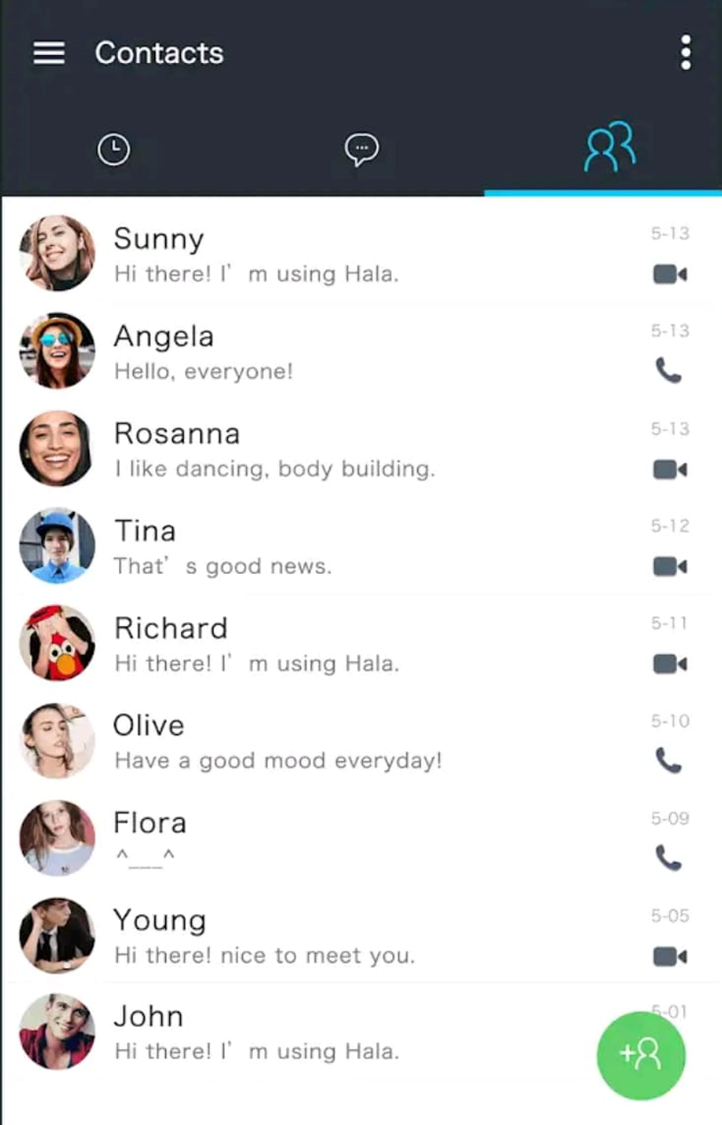 Contacts
Sunny
5-13
Hi there! I’m using Hala.
Angela
5-13
Hello, everyone!
Rosanna
5-13
I like dancing, body building.
Tina
5-12
That’s good news.
Richard
5-11
Hi there! I’m using Hala.
Olive
5-10
Have a good mood everyday!
Flora
5-09
^___^
Young
5-05
Hi there! nice to meet you.
John
5-01
Hi there! I’m using Hala.